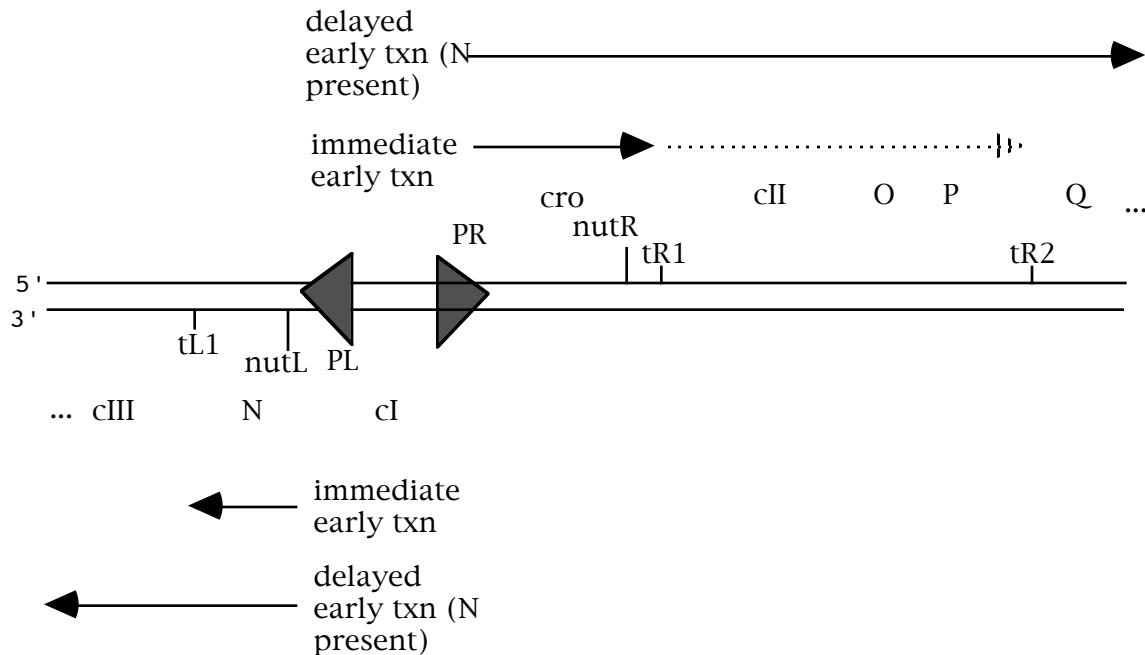 delayed
early txn (N
present)
immediate
early txn
cro
cII
O
P
Q
...
nutR
PR
tR1
tR2
5'
3'
tL1
nutL
PL
... cIII
N
cI
immediate
early txn
delayed
early txn (N
present)